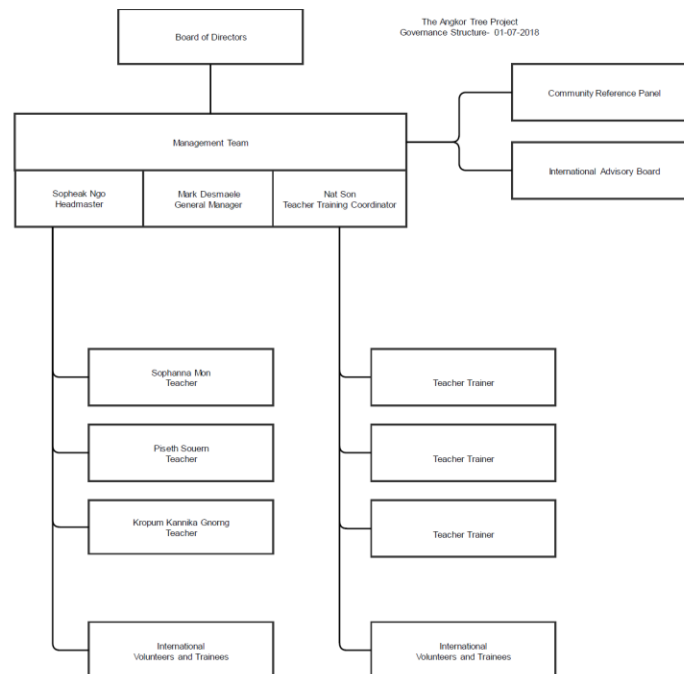 The Angkor Tree Project
Governance Structure- 01-07-2018
Board of Directors
Community Reference Panel
Management Team
International Advisory Board
Sopheak Ngo
Headmaster
Mark Desmaele
General Manager
Nat Son
Teacher Training Coordinator
Sophanna Mon
Teacher
Teacher Trainer
Piseth Souern
Teacher
Teacher Trainer
Kropum Kannika Gnorng
Teacher
Teacher Trainer
International
Volunteers and Trainees
International
Volunteers and Trainees